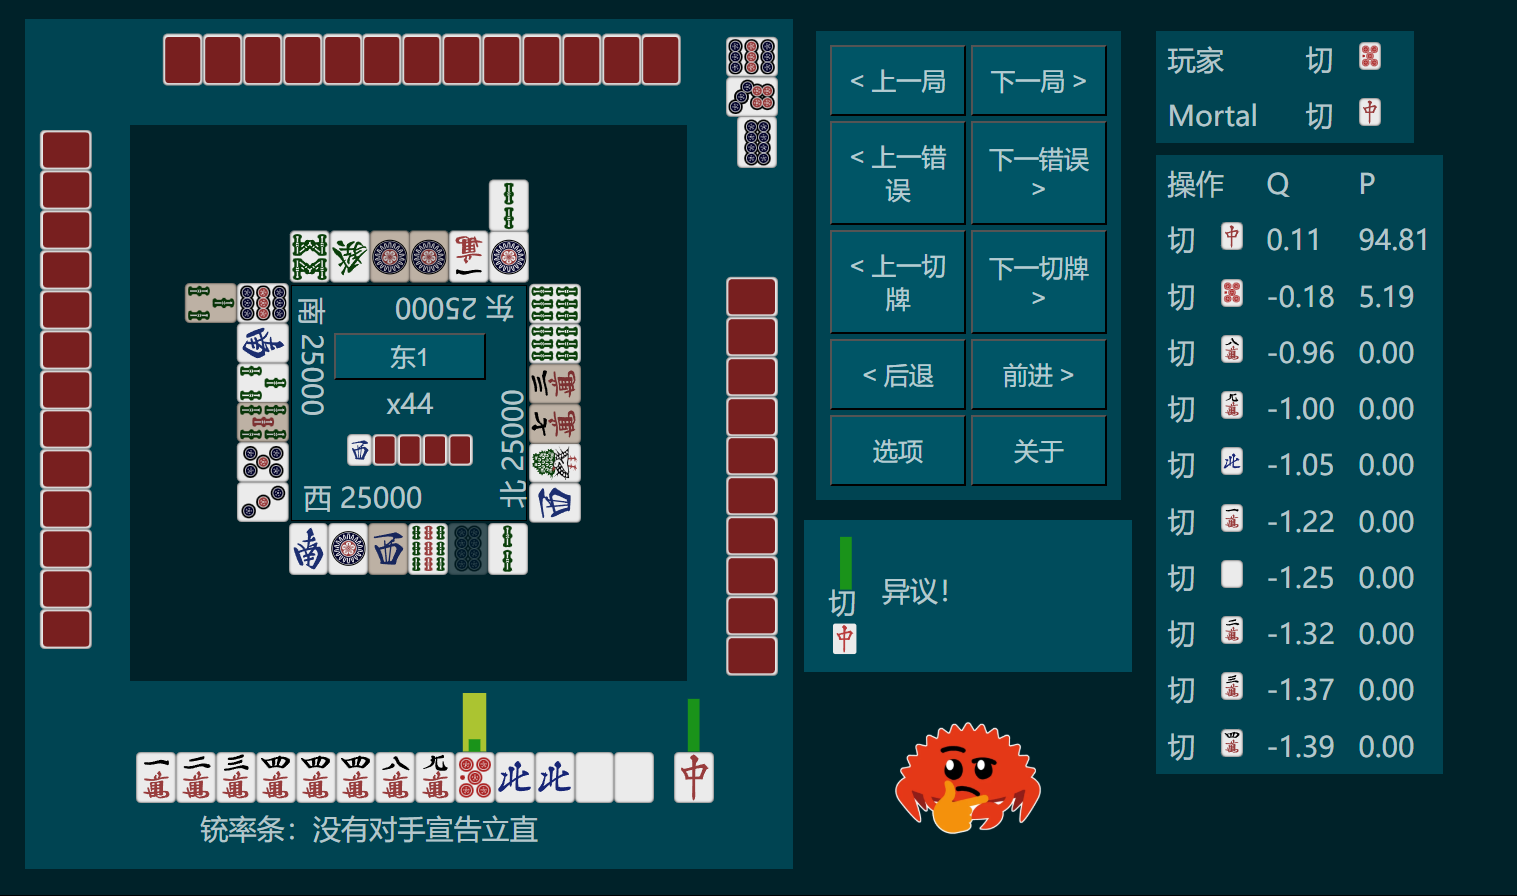 南 25000
东 25000
东1
x44
西 25000
北 25000
铳率条：没有对手宣告立直
< 上一局
下一局 >
< 上一错
误
下一错误
>
< 上一切
牌
下一切牌
>
< 后退
前进 >
选项
关于
切
异议！
玩家 切
Mortal 切
操作 Q P
切 0.11 94.81
切 -0.18 5.19
切 -0.96 0.00
切 -1.00 0.00
切 -1.05 0.00
切 -1.22 0.00
切 -1.25 0.00
切 -1.32 0.00
切 -1.37 0.00
切 -1.39 0.00